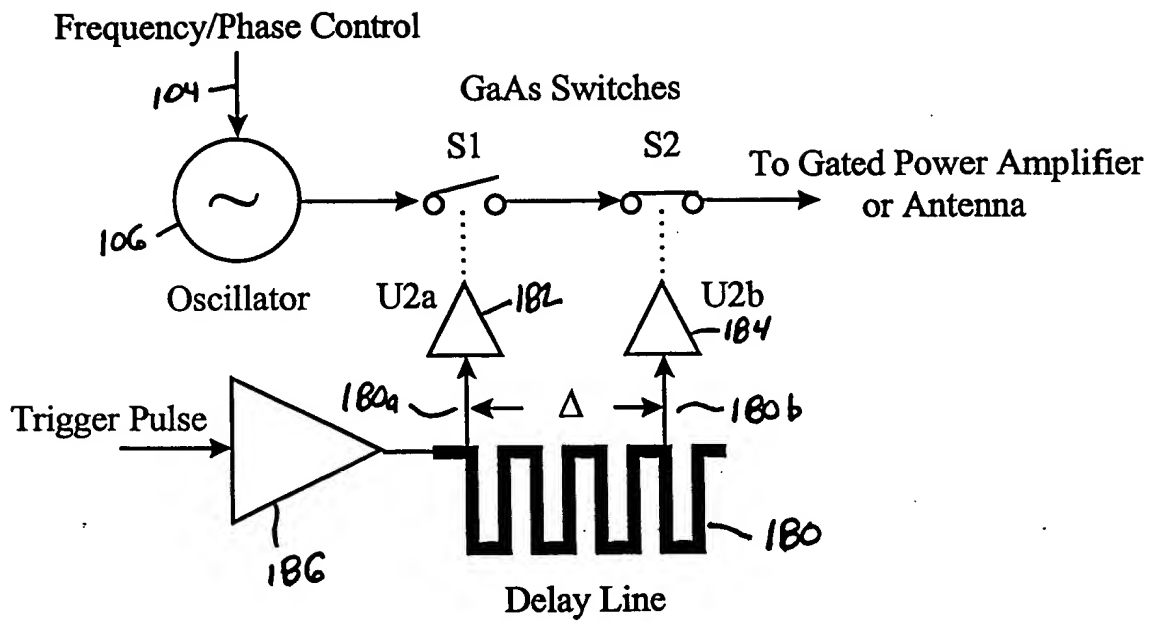 Frequency/Phase Control
104
GaAs Switches
S1
S2
To Gated Power Amplifier
or Antenna
~
106
Oscillator
U2a
182
U2b
184
180a
Δ
180b
Trigger Pulse
186
180
Delay Line